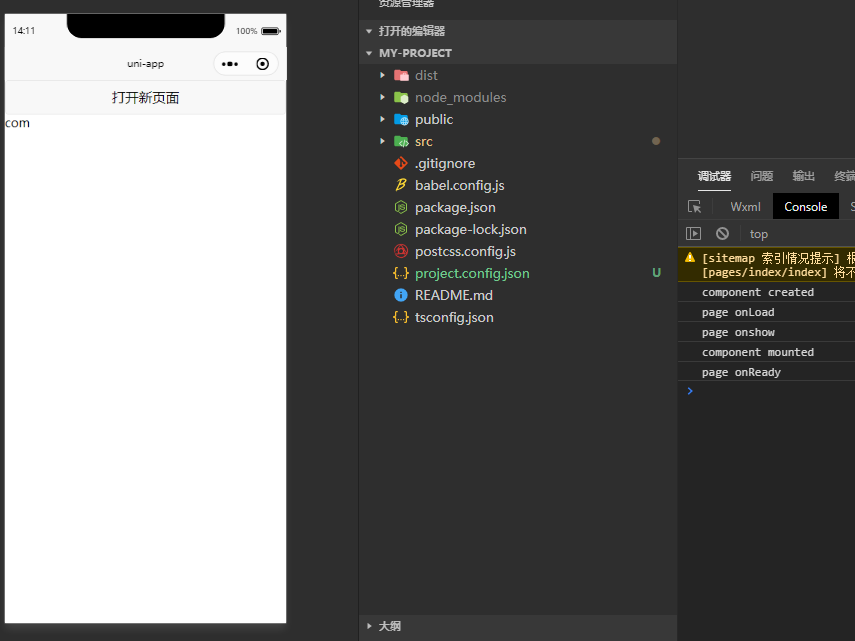 14:11
100%
uni-app
打开新页面
com
资源管理器
打开的编辑器
MY-PROJECT
dist
node_modules
public
src
.gitignore
babel.config.js
package.json
package-lock.json
postcss.config.js
project.config.json U
README.md
tsconfig.json
大纲
调试器 问题 输出 终端
Wxml Console S
top
[sitemap 索引情况提示] 根
[pages/index/index] 将不
component created
page onLoad
page onshow
component mounted
page onReady